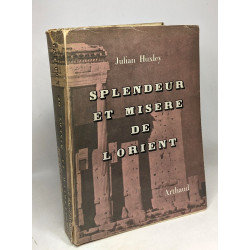 Julian Huxley
SPLENDEUR
ET MISERE
DE
L'ORIENT
Arthaud